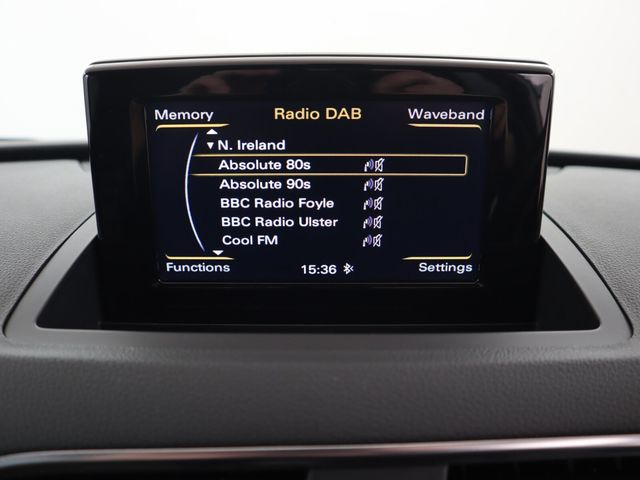 Memory Radio DAB Waveband
▼ N. Ireland
Absolute 80s
Absolute 90s
BBC Radio Foyle
BBC Radio Ulster
Cool FM
Functions 15:36 Settings